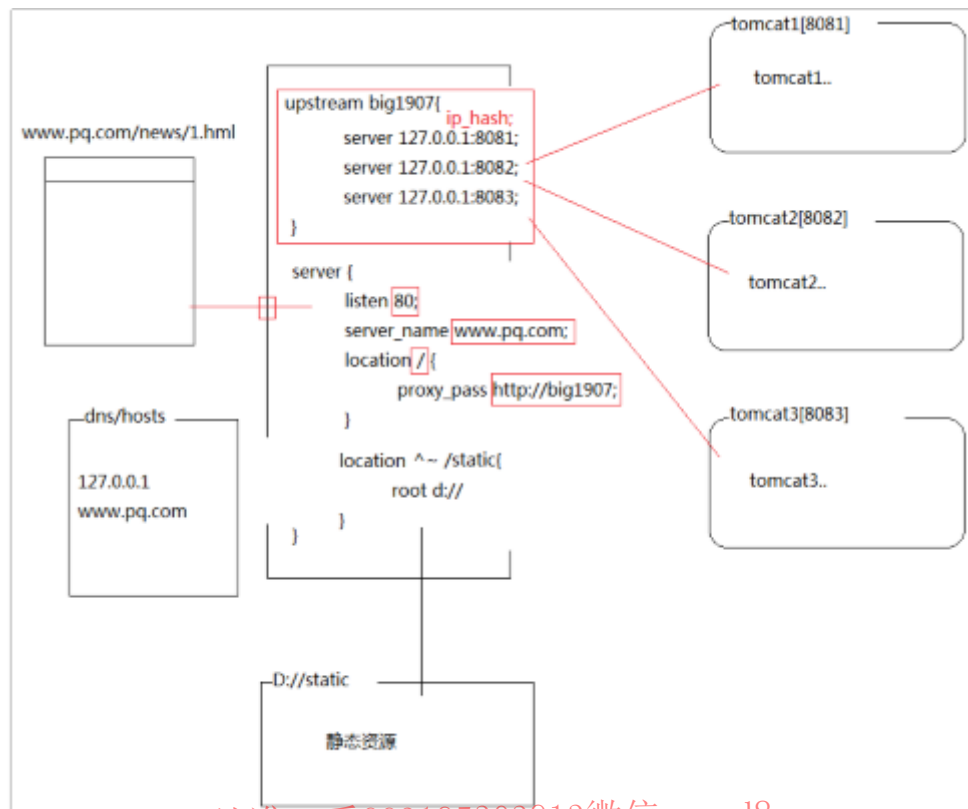 www.pq.com/news/1.hml
dns/hosts
127.0.0.1
www.pq.com
upstream big1907{
ip_hash;
server 127.0.0.1:8081;
server 127.0.0.1:8082;
server 127.0.0.1:8083;
}
server {
listen 80;
server_name www.pq.com;
location / {
proxy_pass http://big1907;
}
location ^~ /static{
root d://
}
}
D://static
静态资源
tomcat1[8081]
tomcat1..
tomcat2[8082]
tomcat2..
tomcat3[8083]
tomcat3..
微信